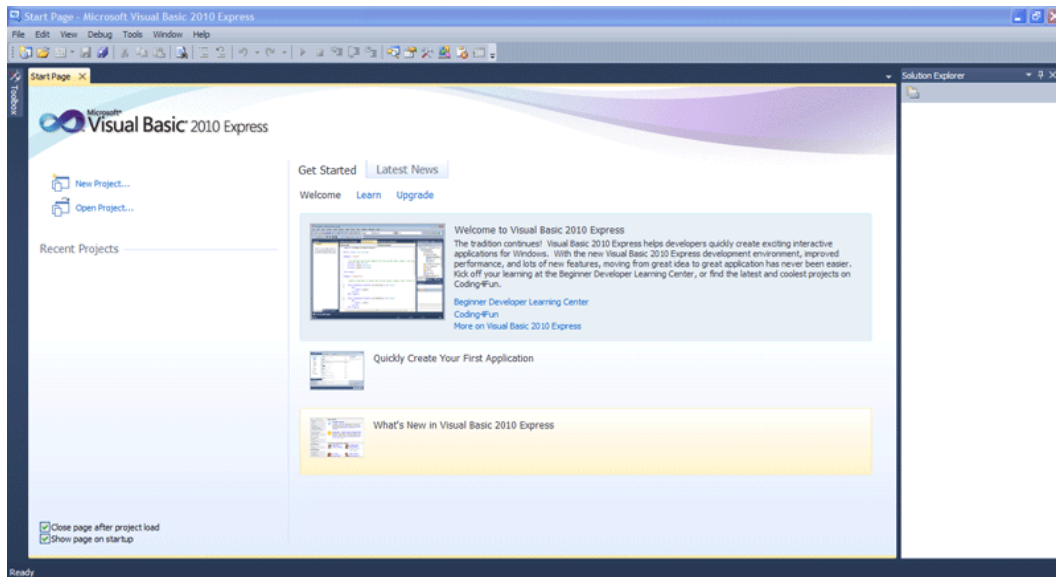 Start Page - Microsoft Visual Basic 2010 Express
File Edit View Debug Tools Window Help
Toolbox
Start Page
Solution Explorer
Microsoft
Visual Basic 2010 Express
New Project...
Open Project...
Recent Projects
Get Started Latest News
Welcome Learn Upgrade
Welcome to Visual Basic 2010 Express
The tradition continues! Visual Basic 2010 Express helps developers quickly create exciting interactive
applications for Windows. With the new Visual Basic 2010 Express development environment, improved
performance, and lots of new features, moving from great idea to great application has never been easier.
Kick off your learning at the Beginner Developer Learning Center, or find the latest and coolest projects on
Coding4Fun.
Beginner Developer Learning Center
Coding4Fun
More on Visual Basic 2010 Express
Quickly Create Your First Application
What's New in Visual Basic 2010 Express
Close page after project load
Show page on startup
Ready